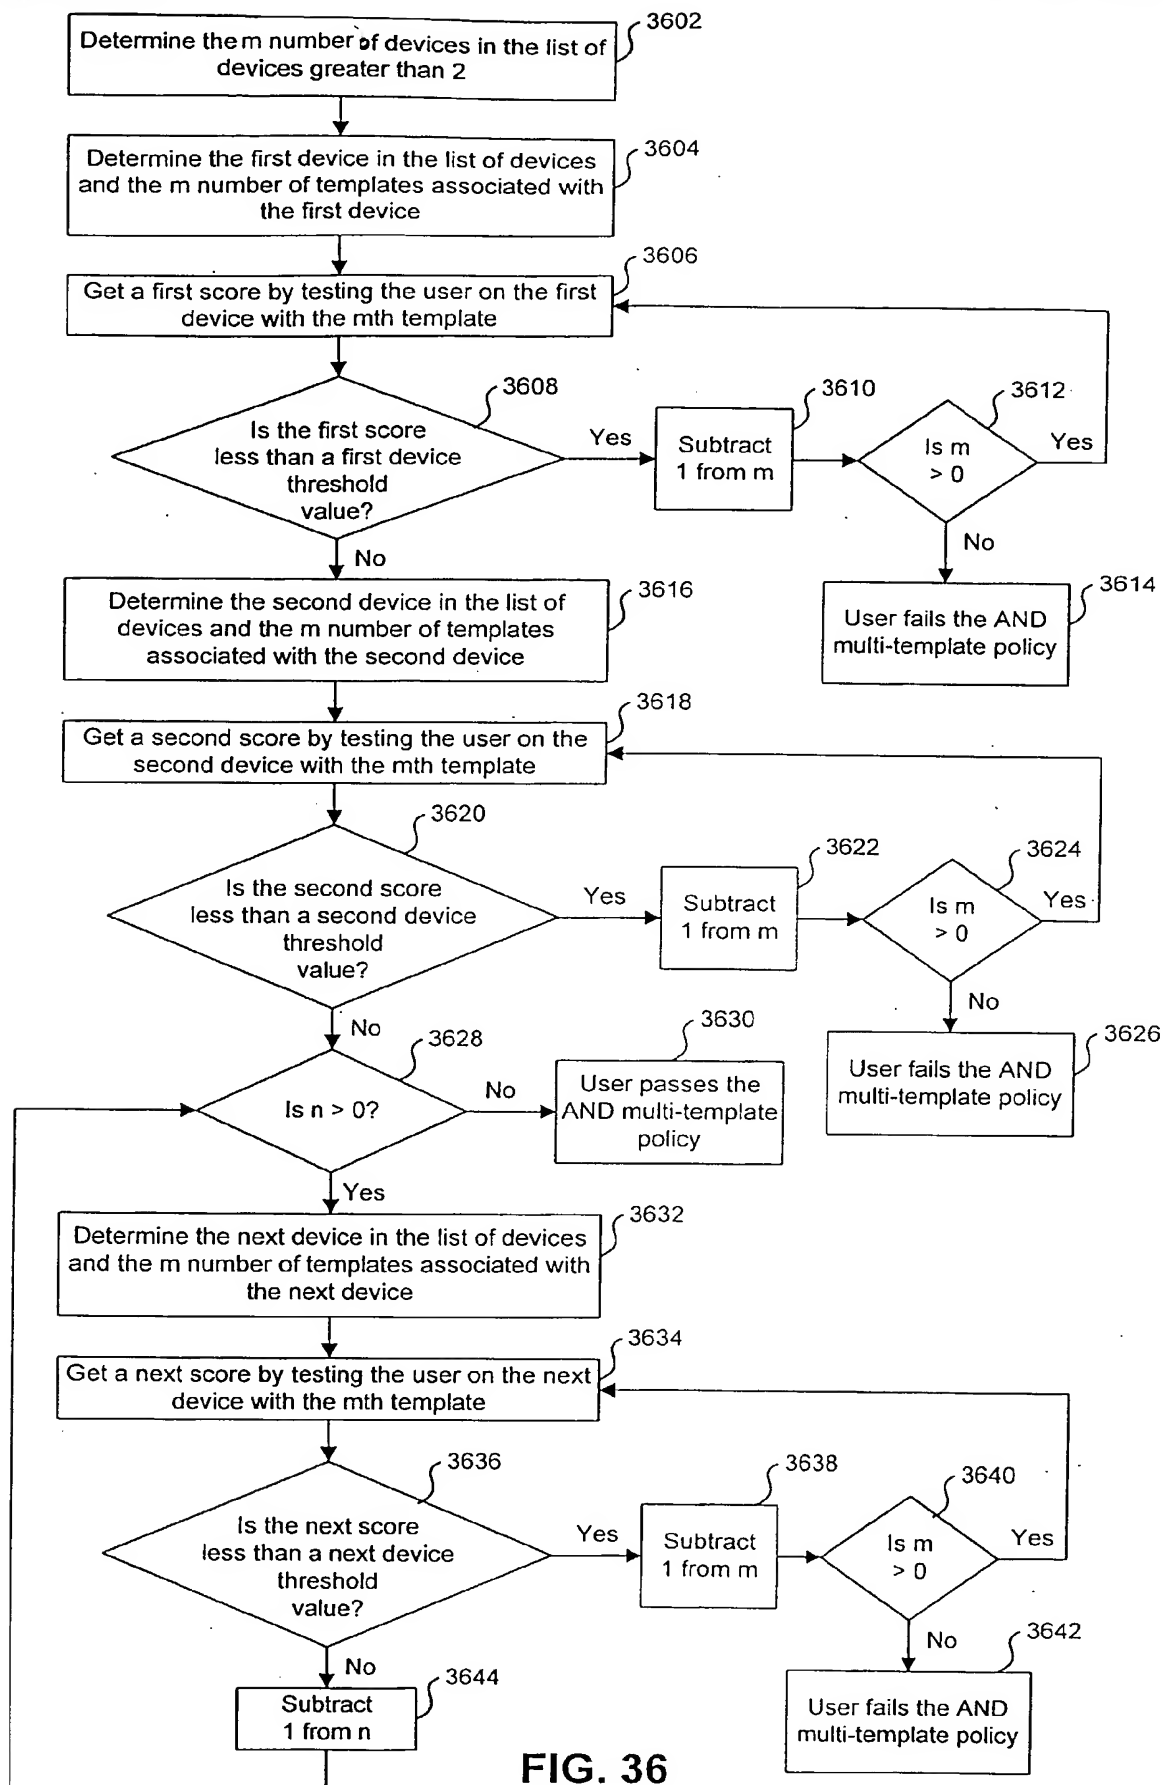 3602
Determine the m number of devices in the list of
devices greater than 2
3604
Determine the first device in the list of devices
and the m number of templates associated with
the first device
3606
Get a first score by testing the user on the first
device with the mth template
3608
Is the first score
less than a first device
threshold
value?
Yes
3610
Subtract
1 from m
3612
Is m
> 0
Yes
No
No
3614
User fails the AND
multi-template policy
3616
Determine the second device in the list of
devices and the m number of templates
associated with the second device
3618
Get a second score by testing the user on the
second device with the mth template
3620
Is the second score
less than a second device
threshold
value?
Yes
3622
Subtract
1 from m
3624
Is m
> 0
Yes
No
No
3626
User fails the AND
multi-template policy
3628
Is n > 0?
No
3630
User passes the
AND multi-template
policy
Yes
3632
Determine the next device in the list of devices
and the m number of templates associated with
the next device
3634
Get a next score by testing the user on the next
device with the mth template
3636
Is the next score
less than a next device
threshold
value?
Yes
3638
Subtract
1 from m
3640
Is m
> 0
Yes
No
No
3642
User fails the AND
multi-template policy
3644
Subtract
1 from n
FIG. 36